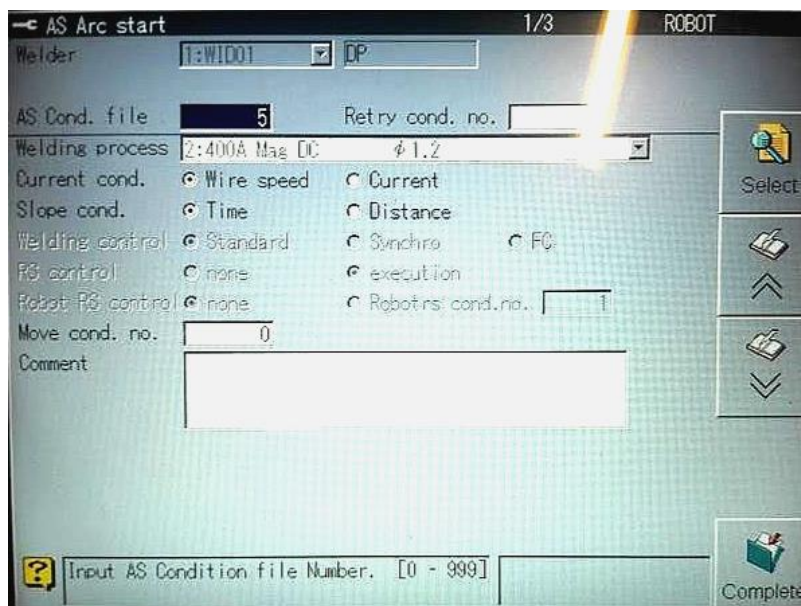 AS Arc start 1/3 ROBOT
Welder 1:WID01 DP
AS Cond. file 5 Retry cond. no.
Welding process 2:400A Mag DC φ1.2
Current cond. Wire speed Current
Slope cond. Time Distance
Welding control Standard Synchro FC
RS control none execution
Robot RS control none Robotrs cond.no. 1
Move cond. no. 0
Comment
Select
Input AS Condition file Number. [0 - 999]
Complete